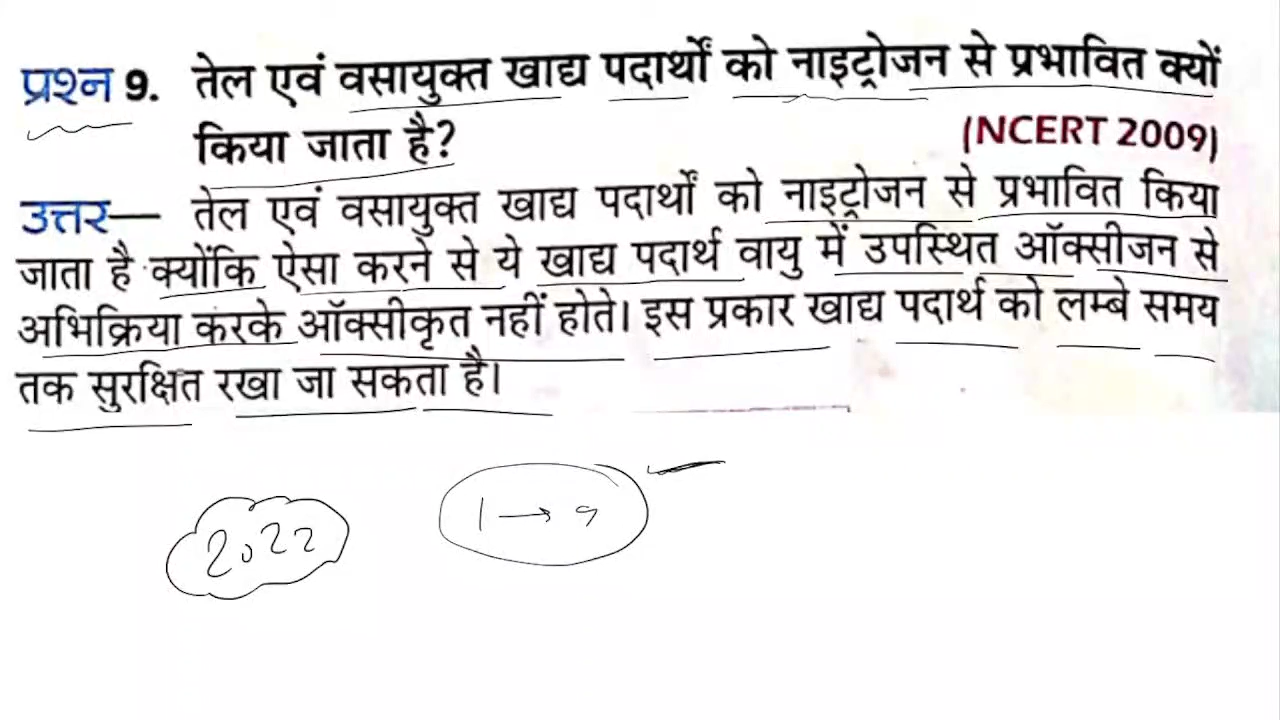 प्रश्न 9. तेल एवं वसायुक्त खाद्य पदार्थों को नाइट्रोजन से प्रभावित क्यों
किया जाता है?
(NCERT 2009)
उत्तर— तेल एवं वसायुक्त खाद्य पदार्थों को नाइट्रोजन से प्रभावित किया
जाता है क्योंकि ऐसा करने से ये खाद्य पदार्थ वायु में उपस्थित ऑक्सीजन से
अभिक्रिया करके ऑक्सीकृत नहीं होते। इस प्रकार खाद्य पदार्थ को लम्बे समय
तक सुरक्षित रखा जा सकता है।
2022
1 → 9